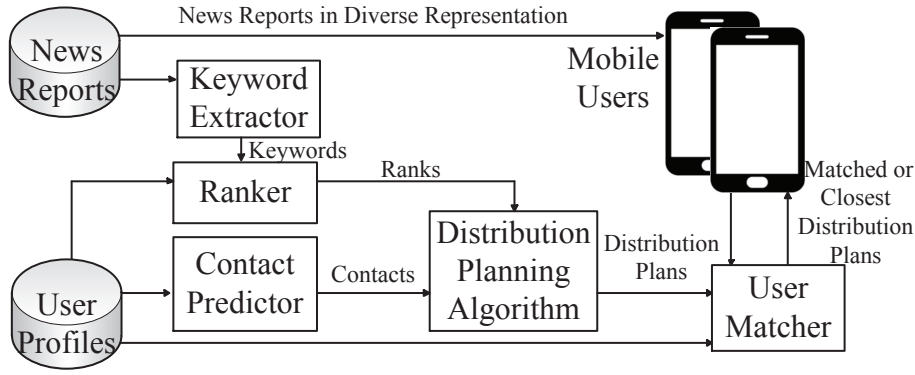 News Reports in Diverse Representation
News
Reports
Mobile
Users
Keyword
Extractor
Keywords
Ranker
Ranks
Matched or
Closest
Distribution
Plans
Distribution
Planning
Algorithm
Distribution
Plans
Contact
Predictor
Contacts
User
Profiles
User
Matcher